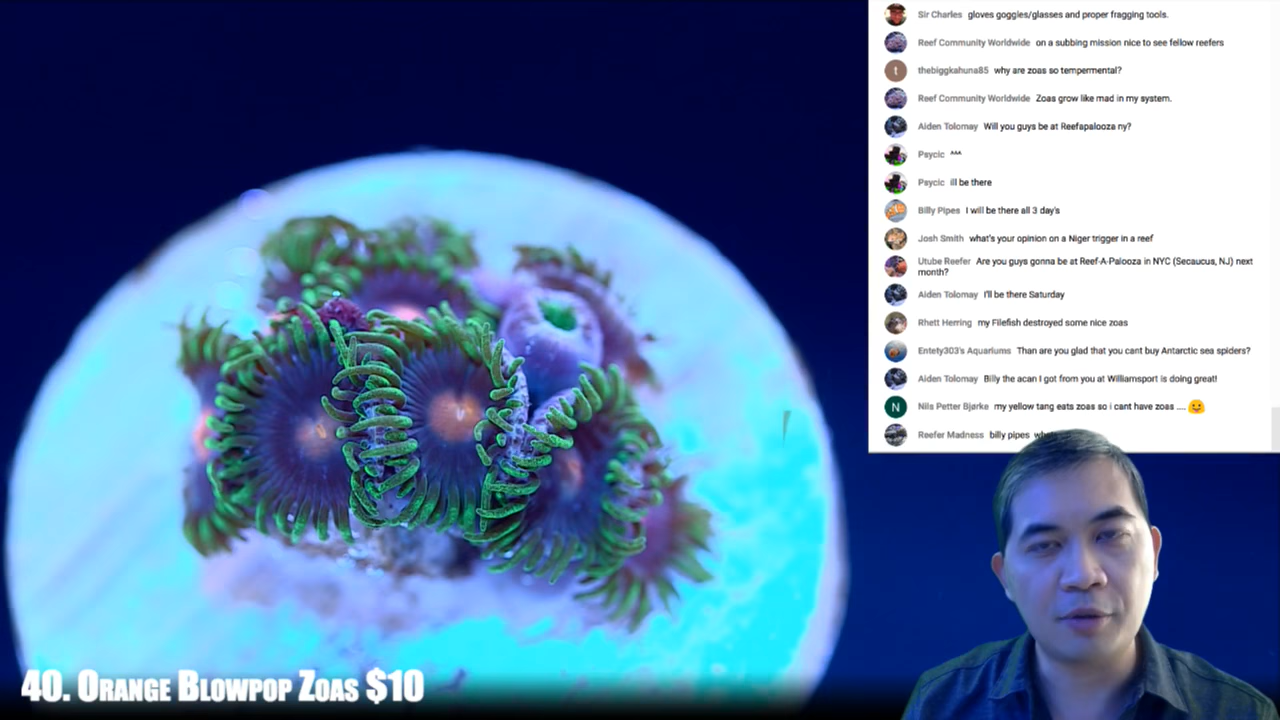 Sir Charles gloves goggies/glasses and proper fragging tools.
Reef Community Worldwide on a subbing mission nice to see fellow reefers
t thebiggkahuna85 why are zoas so tempermental?
Reef Community Worldwide Zoas grow like mad in my system.
Aiden Tolomay Will you guys be at Reefapalooza ny?
Psycic ^^^
Psycic ill be there
Billy Pipes I will be there all 3 day's
Josh Smith what's your opinion on a Niger trigger in a reef
Utube Reefer Are you guys gonna be at Reef-A-Palooza in NYC (Secaucus, NJ) next
month?
Aiden Tolomay I'll be there Saturday
Rhett Herring my Filefish destroyed some nice zoas
Entety303's Aquariums Than are you glad that you cant buy Antarctic sea spiders?
Aiden Tolomay Billy the acan I got from you at Williamsport is doing great!
N Nils Petter Bjørke my yellow tang eats zoas so i cant have zoas .... 😛
Reefer Madness billy pipes
40. Orange Blowpop Zoas $10